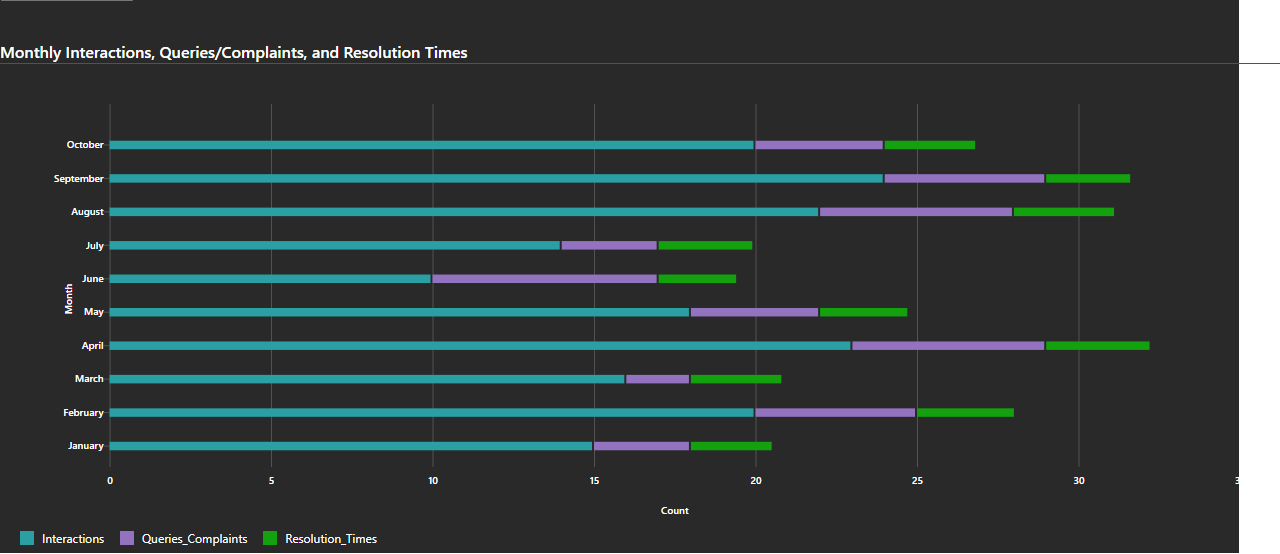 Monthly Interactions, Queries/Complaints, and Resolution Times
October
September
August
July
June
May
April
March
February
January
Month
0 5 10 15 20 25 30
Count
Interactions Queries_Complaints Resolution_Times